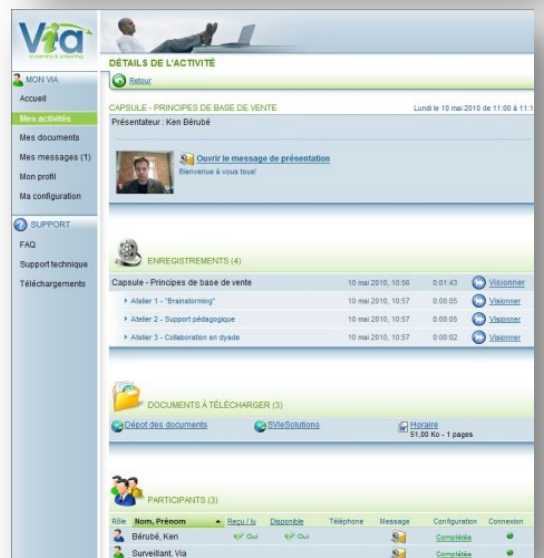 Via
eLearning & eMeeting
DÉTAILS DE L'ACTIVITÉ
Retour
MON VIA
Accueil
Mes activités
Mes documents
Mes messages (1)
Mon profil
Ma configuration
SUPPORT
FAQ
Support technique
Téléchargements
CAPSULE - PRINCIPES DE BASE DE VENTE Lundi le 10 mai 2010 de 11:00 à 11:1
Présentateur : Ken Bérubé
Ouvrir le message de présentation
Bienvenue à vous tous!
ENREGISTREMENTS (4)
Capsule - Principes de base de vente 10 mai 2010, 10:56 0:01:43 Visionner
Atelier 1 - "Brainstorming" 10 mai 2010, 10:57 0:00:05 Visionner
Atelier 2 - Support pédagogique 10 mai 2010, 10:57 0:00:05 Visionner
Atelier 3 - Collaboration en dyade 10 mai 2010, 10:57 0:00:02 Visionner
DOCUMENTS À TÉLÉCHARGER (3)
Dépot des documents SVIeSolutions Horaire
51,00 Ko - 1 pages
PARTICIPANTS (3)
Rôle Nom, Prénom Reçu / lu Disponible Téléphone Message Configuration Connexion
Bérubé, Ken Oui Oui Complétée
Surveillant, Via Complétée